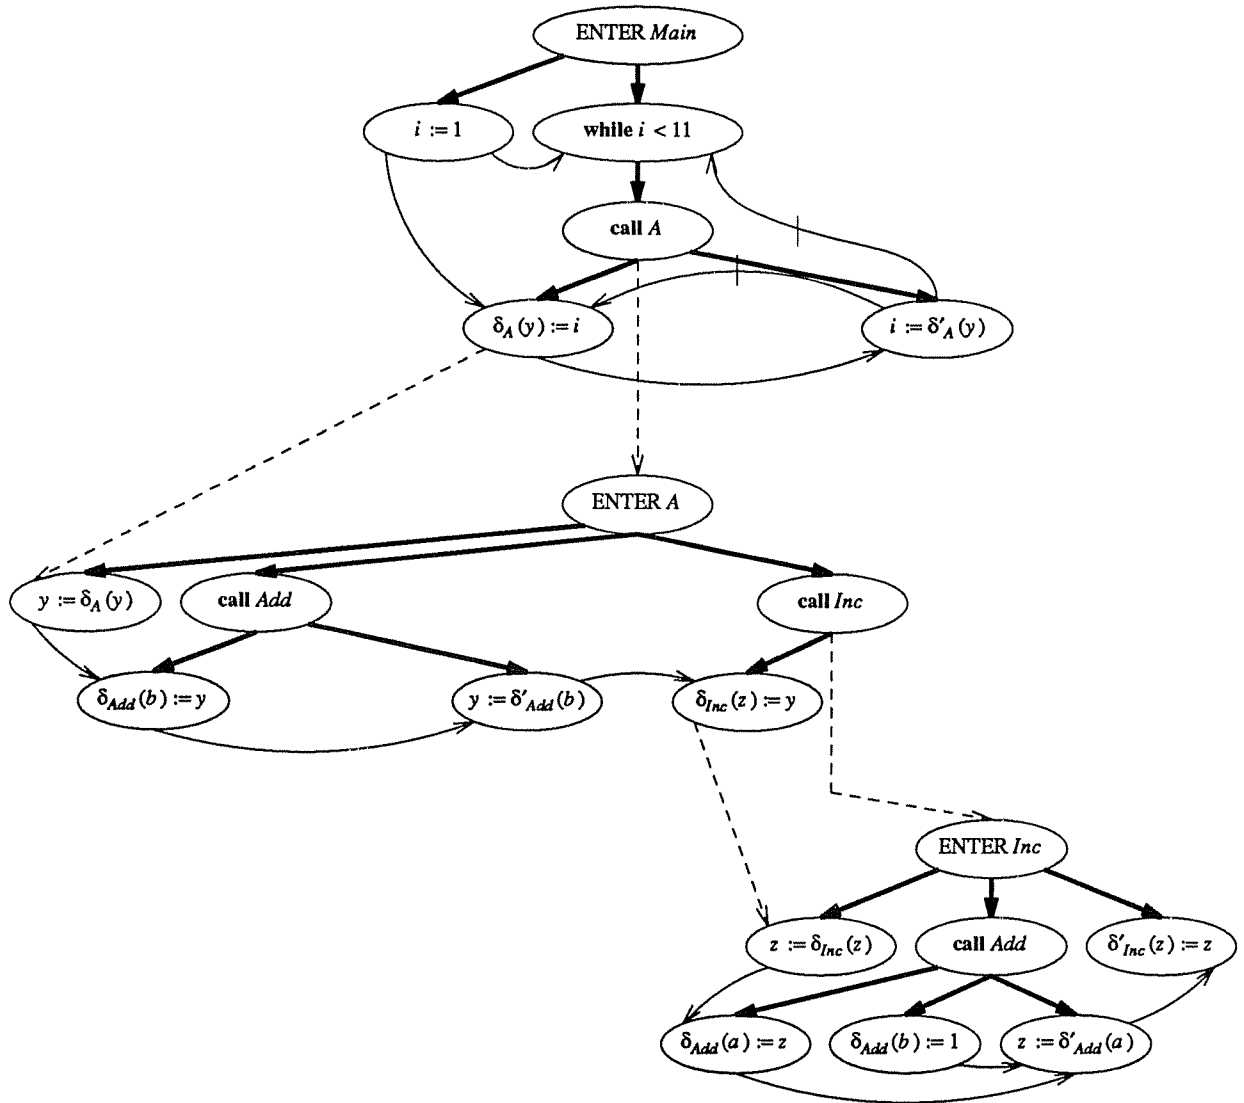 ENTER Main
i := 1
while i < 11
call A
δ_A(y) := i
i := δ′_A(y)
ENTER A
y := δ_A(y)
call Add
call Inc
δ_Add(b) := y
y := δ′_Add(b)
δ_Inc(z) := y
ENTER Inc
z := δ_Inc(z)
call Add
δ′_Inc(z) := z
δ_Add(a) := z
δ_Add(b) := 1
z := δ′_Add(a)